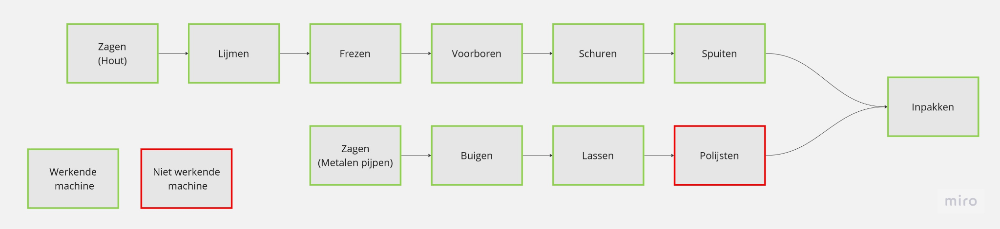 Zagen
(Hout)
Lijmen
Frezen
Voorboren
Schuren
Spuiten
Inpakken
Zagen
(Metalen pijpen)
Buigen
Lassen
Polijsten
Werkende
machine
Niet werkende
machine
miro